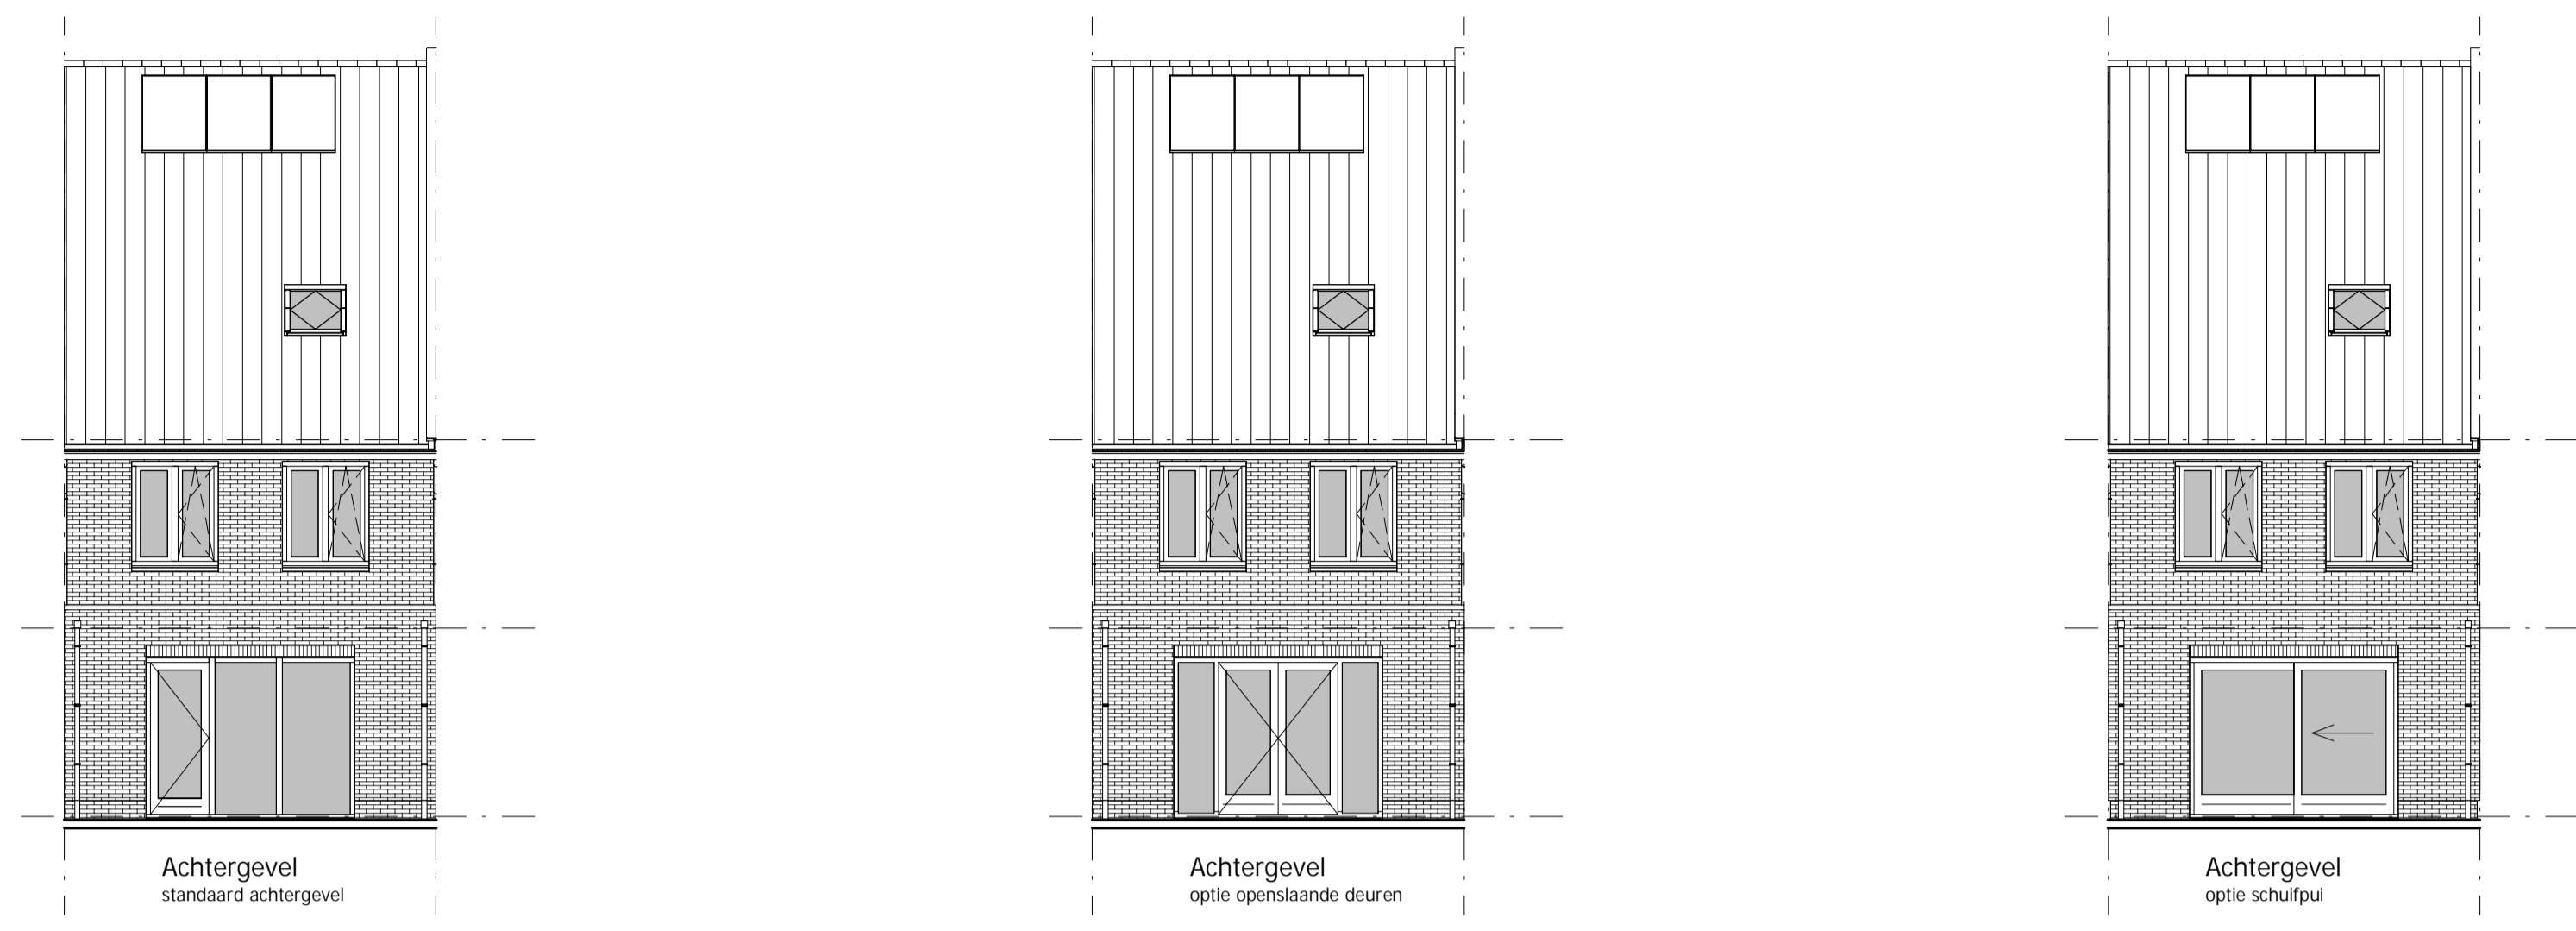 Achtergevel
standaard achtergevel
Achtergevel
optie openslaande deuren
Achtergevel
optie schuifpui